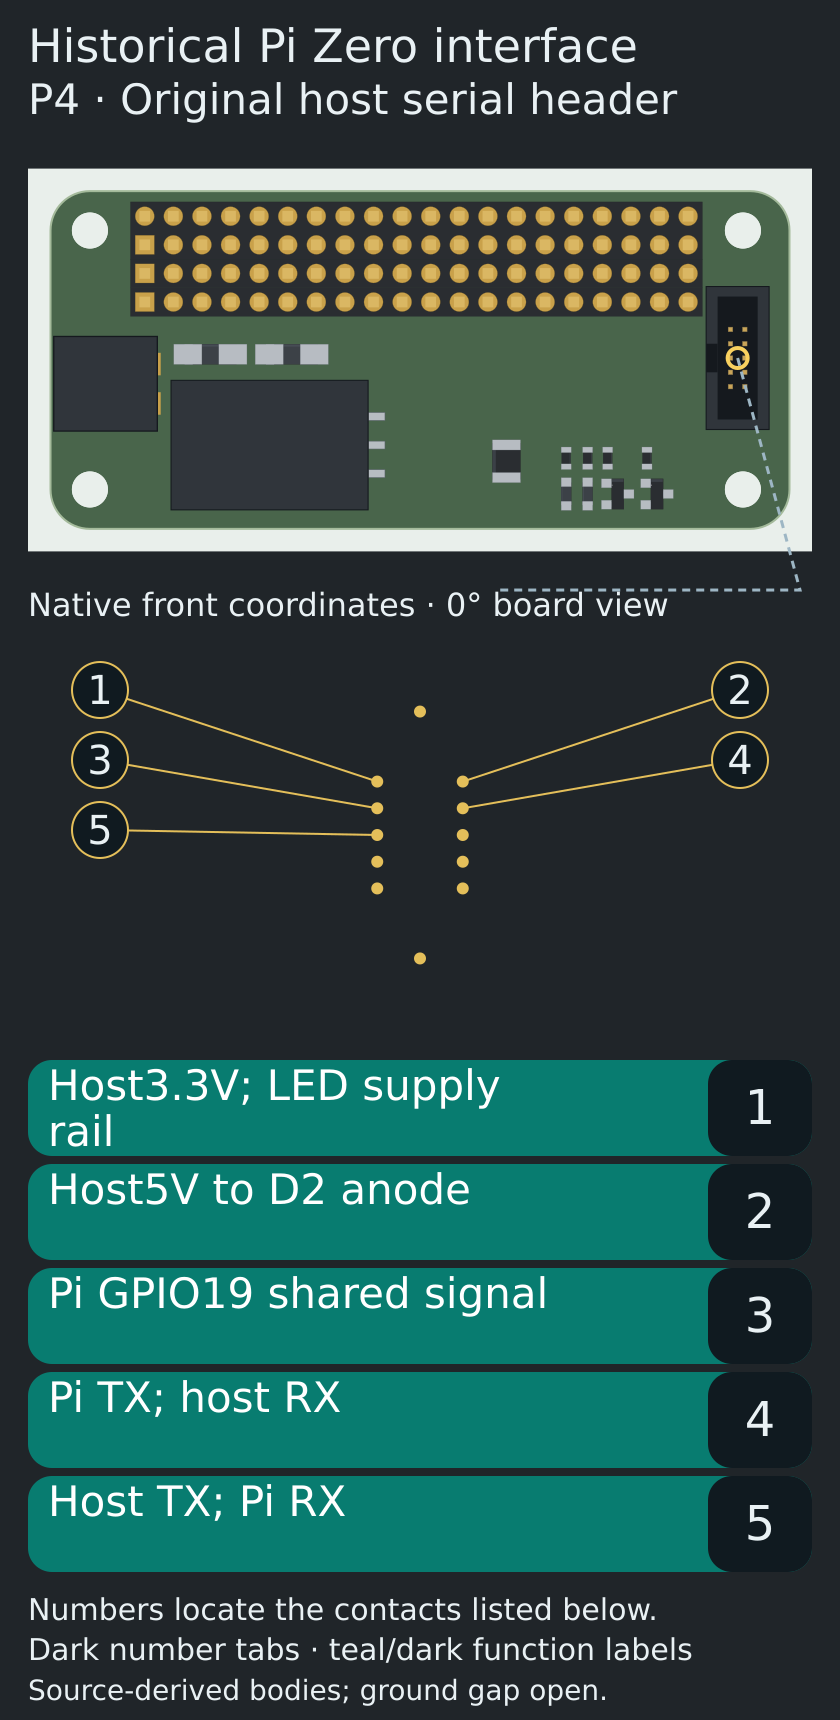 Historical Pi Zero interface
P4 · Original host serial header
Native front coordinates · 0° board view
1
2
3
4
5
Host3.3V; LED supply
rail
1
Host5V to D2 anode
2
Pi GPIO19 shared signal
3
Pi TX; host RX
4
Host TX; Pi RX
5
Numbers locate the contacts listed below.
Dark number tabs · teal/dark function labels
Source-derived bodies; ground gap open.